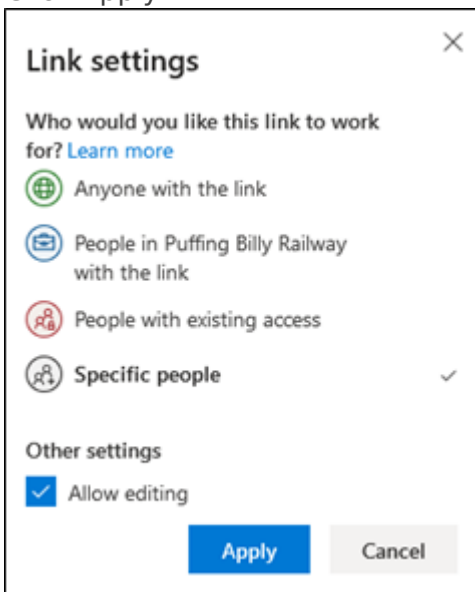 Link settings
Who would you like this link to work
for? Learn more
Anyone with the link
People in Puffing Billy Railway
with the link
People with existing access
Specific people
Other settings
Allow editing
Apply Cancel